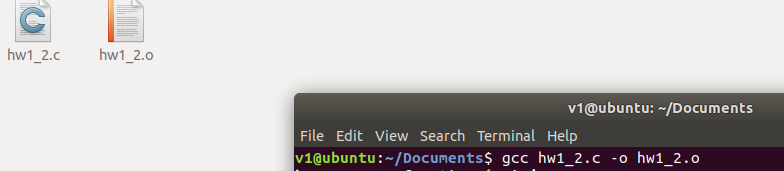 hw1_2.c hw1_2.o
v1@ubuntu: ~/Documents
File Edit View Search Terminal Help
v1@ubuntu:~/Documents$ gcc hw1_2.c -o hw1_2.o